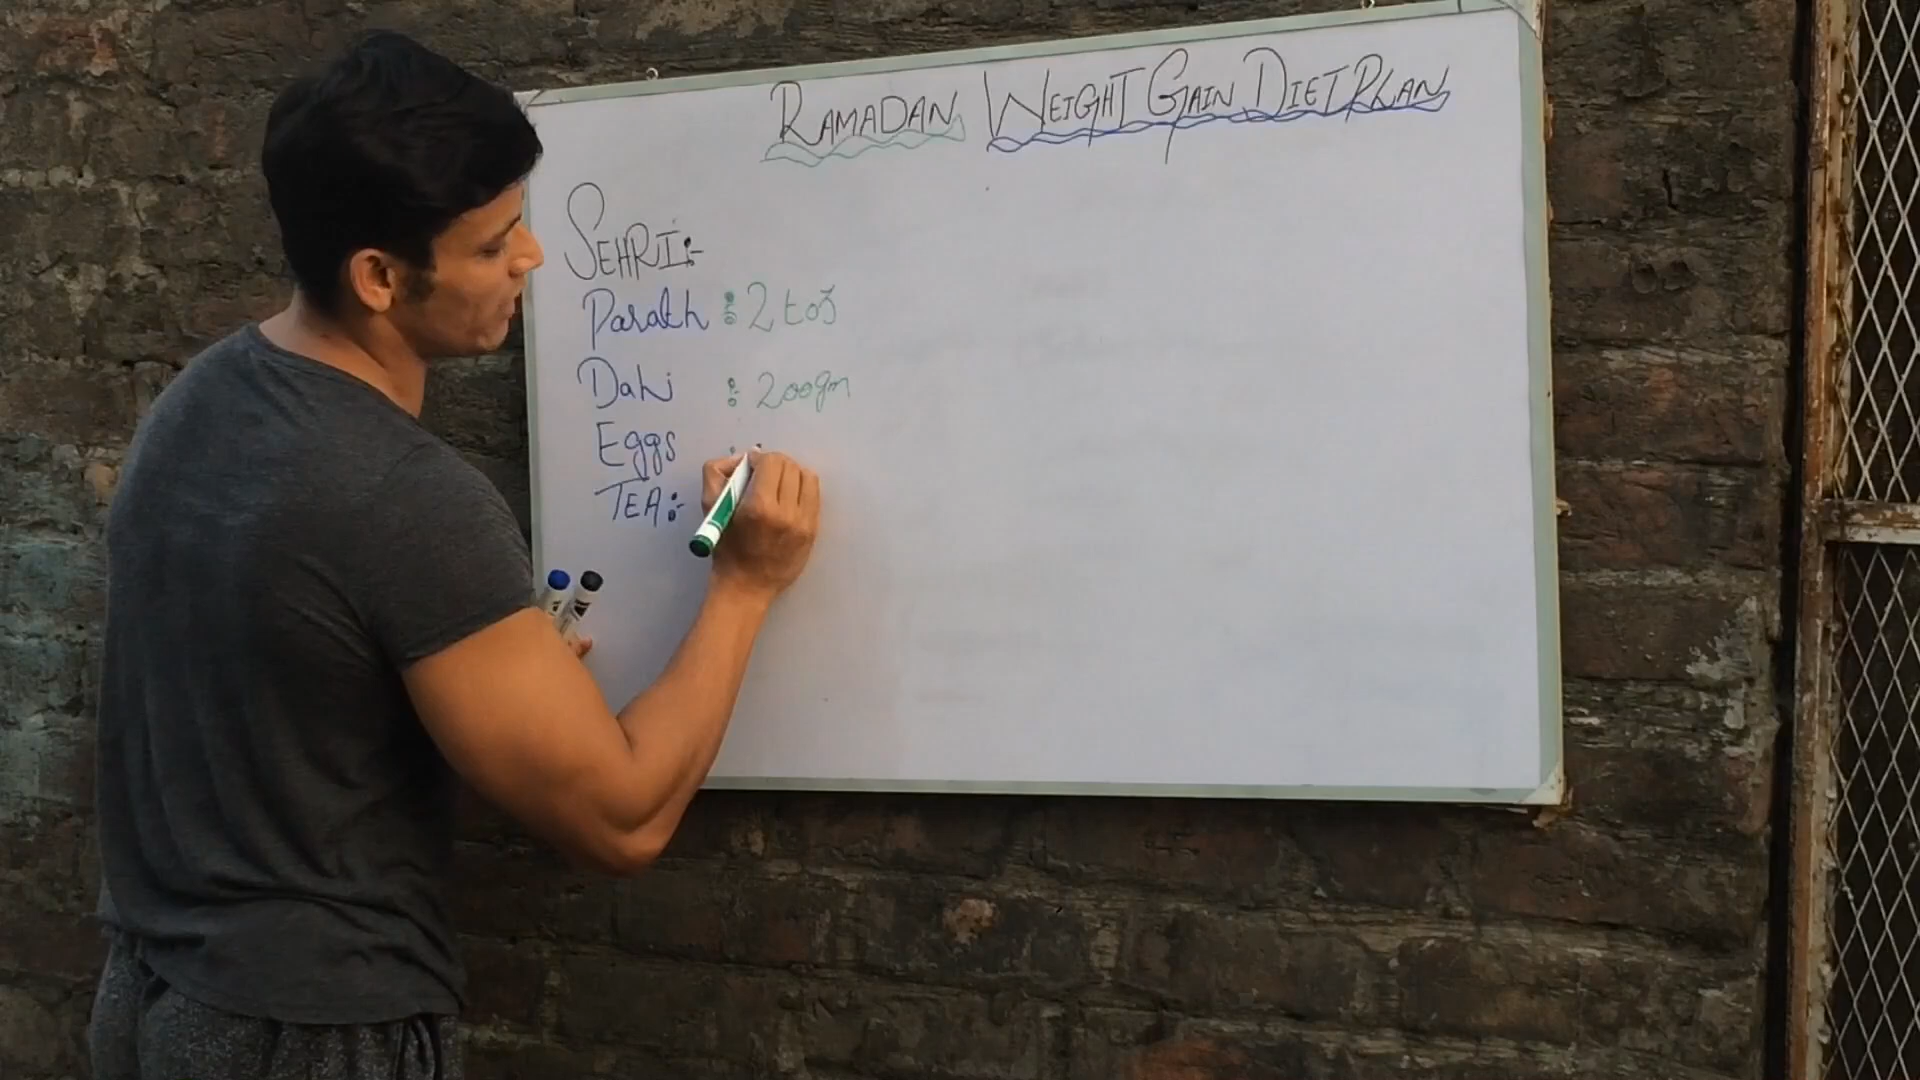 RAMADAN WEIGHT GAIN DIET PLAN
SEHRI:-
Parath : 2 to 3
Dahi : 200gm
Eggs :
TEA:-